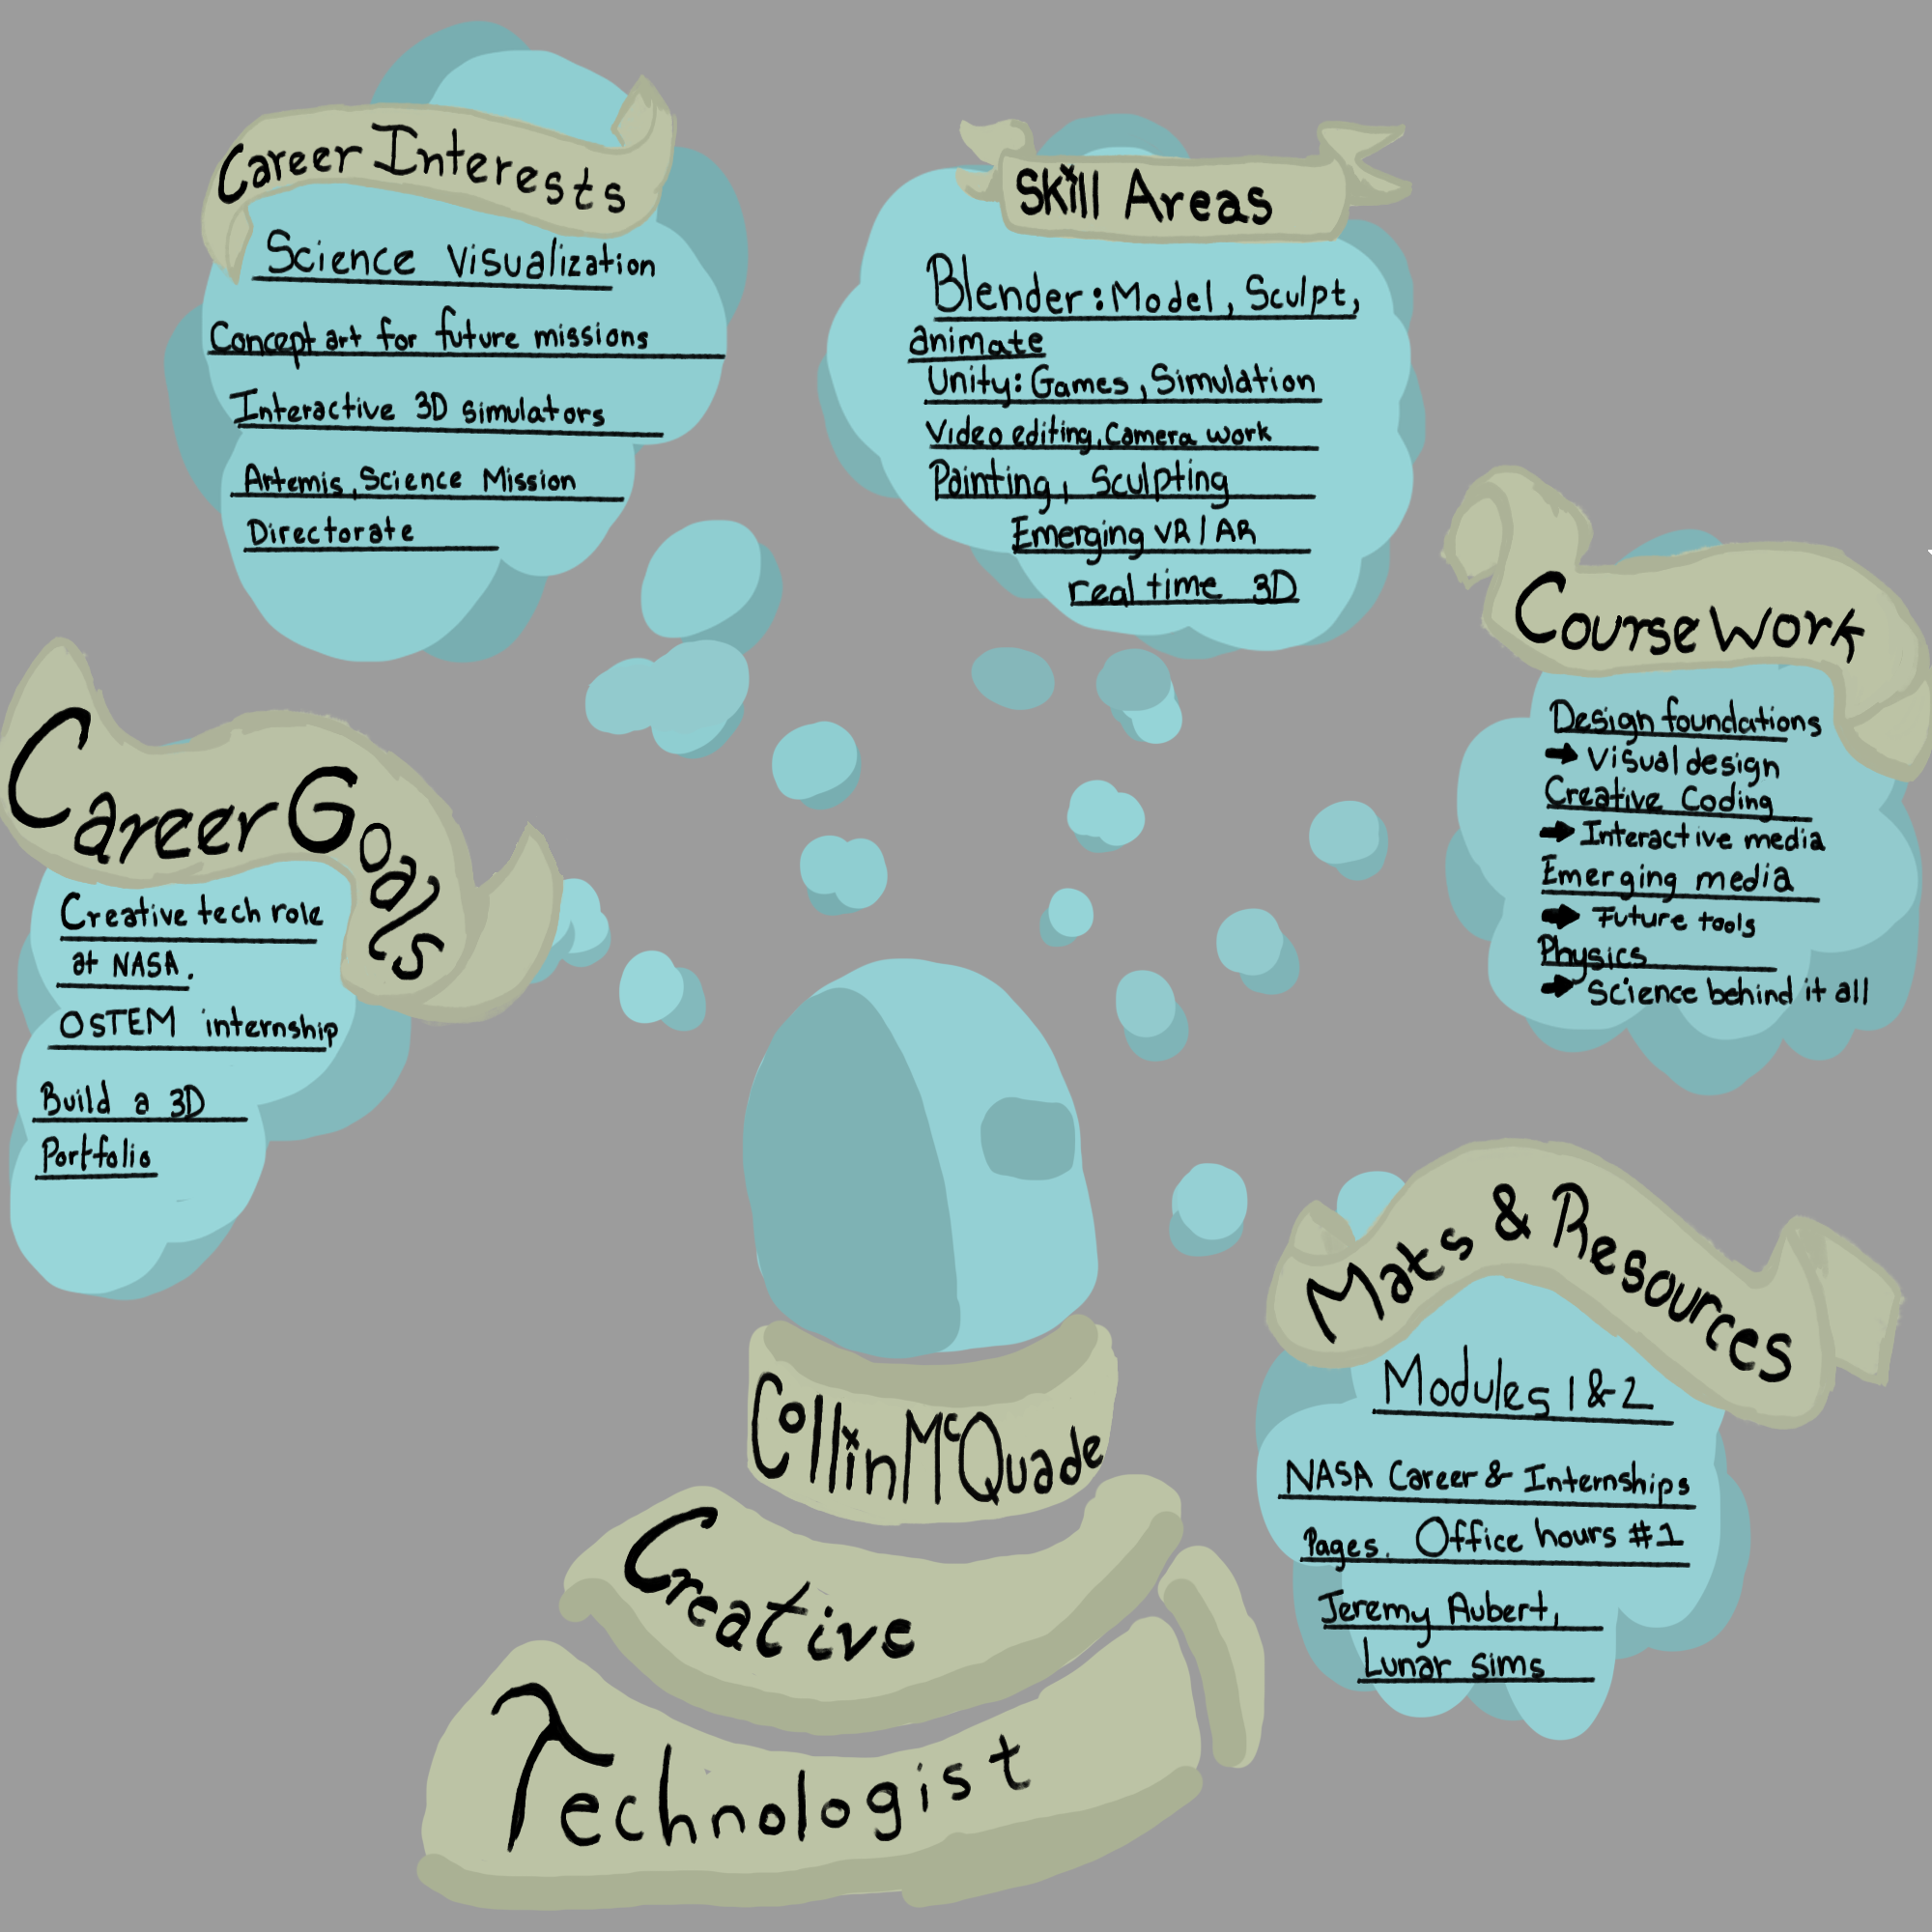 Career Interests
Science Visualization
Concept art for future missions
Interactive 3D simulators
Artemis, Science Mission
Directorate
Skill Areas
Blender: Model, Sculpt,
animate
Unity: Games, Simulation
Video editing, Camera work
Painting, Sculpting
Emerging VR/AR
real time 3D
Course Work
Design foundations
→ Visual design
Creative Coding
→ Interactive media
Emerging media
→ Future tools
Physics
→ Science behind it all
Career Goals
Creative tech role
at NASA.
OSTEM internship
Build a 3D
Portfolio
Mats & Resources
Modules 1 & 2
NASA Career & Internships
Pages. Office hours #1
Jeremy Aubert,
Lunar sims
Collin McQuade
Creative
Technologist